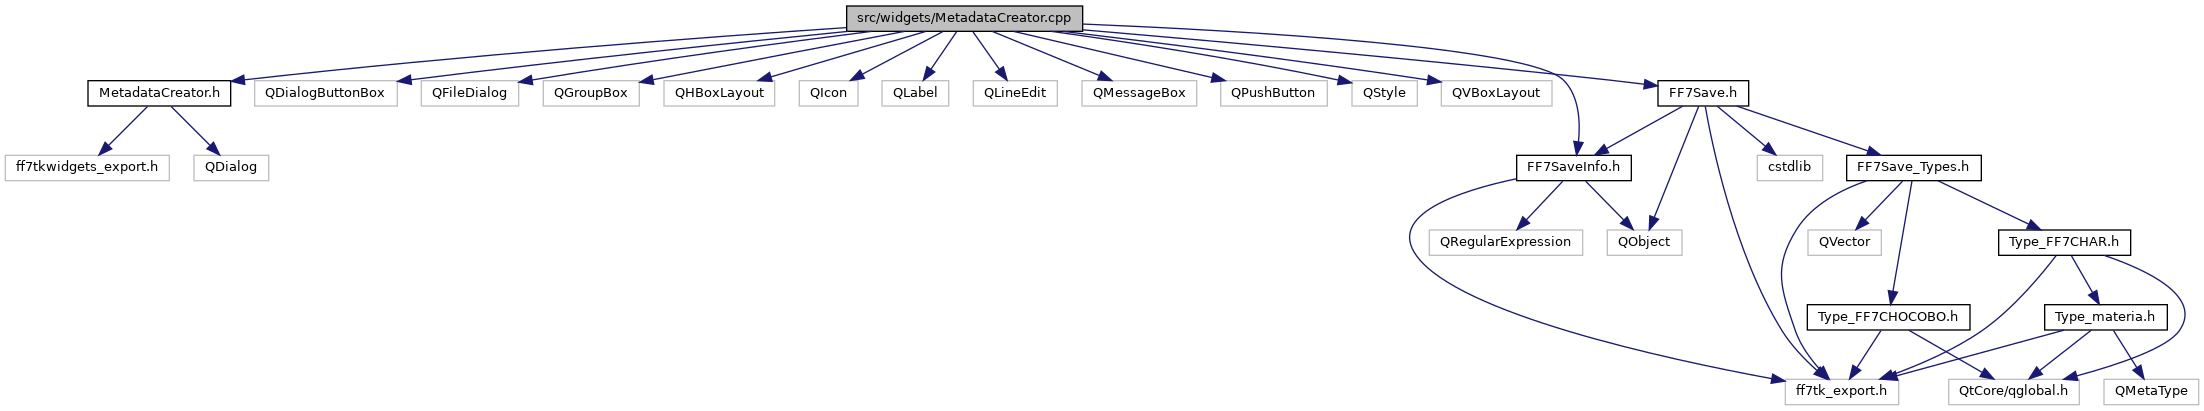 src/widgets/MetadataCreator.cpp
MetadataCreator.h
QDialogButtonBox
QFileDialog
QGroupBox
QHBoxLayout
QIcon
QLabel
QLineEdit
QMessageBox
QPushButton
QStyle
QVBoxLayout
FF7Save.h
ff7tkwidgets_export.h
QDialog
FF7SaveInfo.h
cstdlib
FF7Save_Types.h
QRegularExpression
QObject
QVector
Type_FF7CHAR.h
Type_FF7CHOCOBO.h
Type_materia.h
ff7tk_export.h
QtCore/qglobal.h
QMetaType